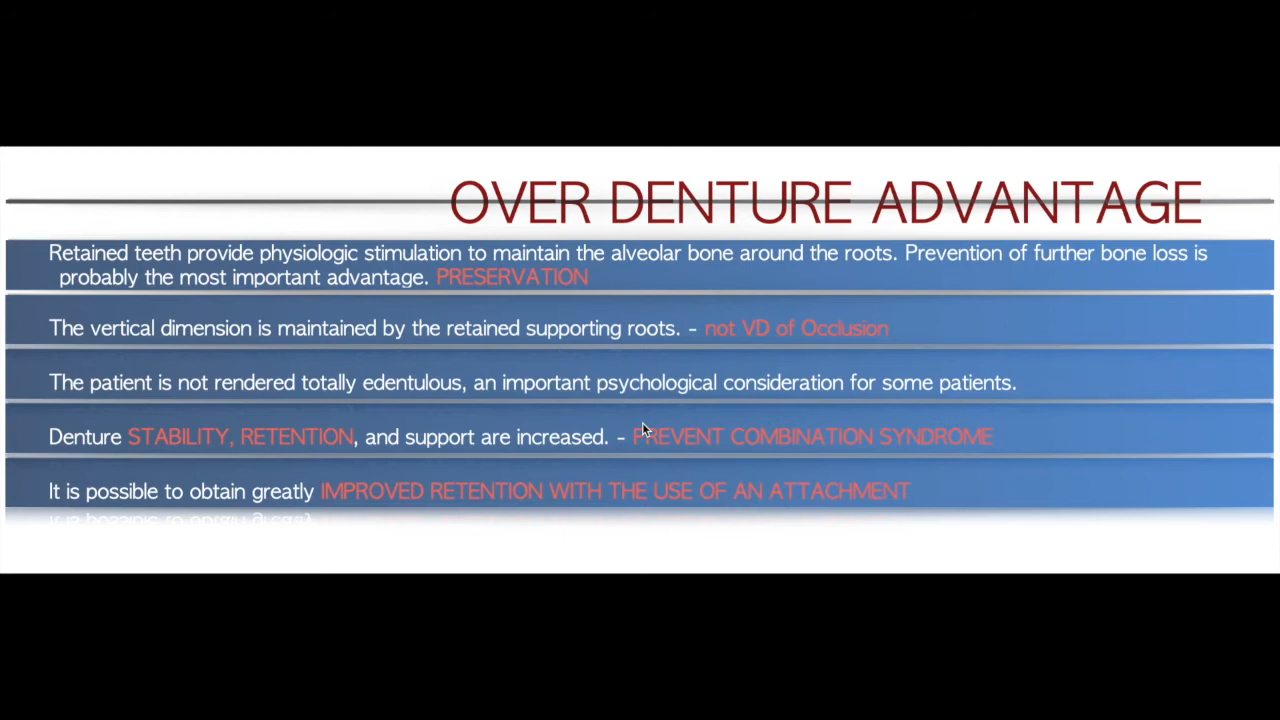 OVER DENTURE ADVANTAGE
Retained teeth provide physiologic stimulation to maintain the alveolar bone around the roots. Prevention of further bone loss is
probably the most important advantage. PRESERVATION
The vertical dimension is maintained by the retained supporting roots. - not VD of Occlusion
The patient is not rendered totally edentulous, an important psychological consideration for some patients.
Denture STABILITY, RETENTION, and support are increased. - PREVENT COMBINATION SYNDROME
It is possible to obtain greatly IMPROVED RETENTION WITH THE USE OF AN ATTACHMENT